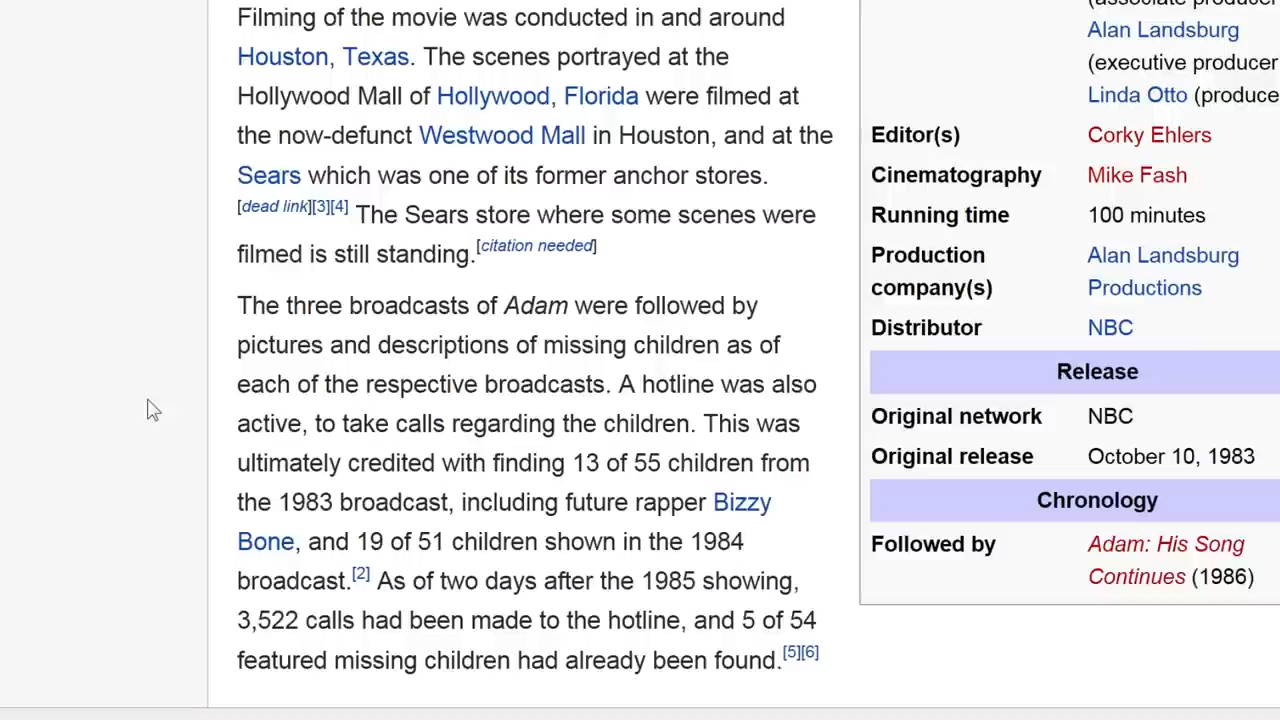 Filming of the movie was conducted in and around
Houston, Texas. The scenes portrayed at the
Hollywood Mall of Hollywood, Florida were filmed at
the now-defunct Westwood Mall in Houston, and at the
Sears which was one of its former anchor stores.
[dead link][3][4] The Sears store where some scenes were
filmed is still standing.[citation needed]
The three broadcasts of Adam were followed by
pictures and descriptions of missing children as of
each of the respective broadcasts. A hotline was also
active, to take calls regarding the children. This was
ultimately credited with finding 13 of 55 children from
the 1983 broadcast, including future rapper Bizzy
Bone, and 19 of 51 children shown in the 1984
broadcast.[2] As of two days after the 1985 showing,
3,522 calls had been made to the hotline, and 5 of 54
featured missing children had already been found.[5][6]
(associate producer
Alan Landsburg
(executive producer
Linda Otto (produce
Editor(s) Corky Ehlers
Cinematography Mike Fash
Running time 100 minutes
Production Alan Landsburg
company(s) Productions
Distributor NBC
Release
Original network NBC
Original release October 10, 1983
Chronology
Followed by Adam: His Song
Continues (1986)